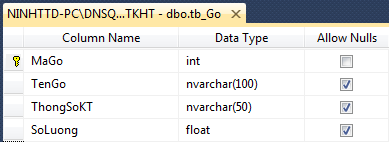 NINHTTD-PC\DNSQ...TKHT - dbo.tb_Go
Column Name Data Type Allow Nulls
MaGo int
TenGo nvarchar(100)
ThongSoKT nvarchar(50)
SoLuong float